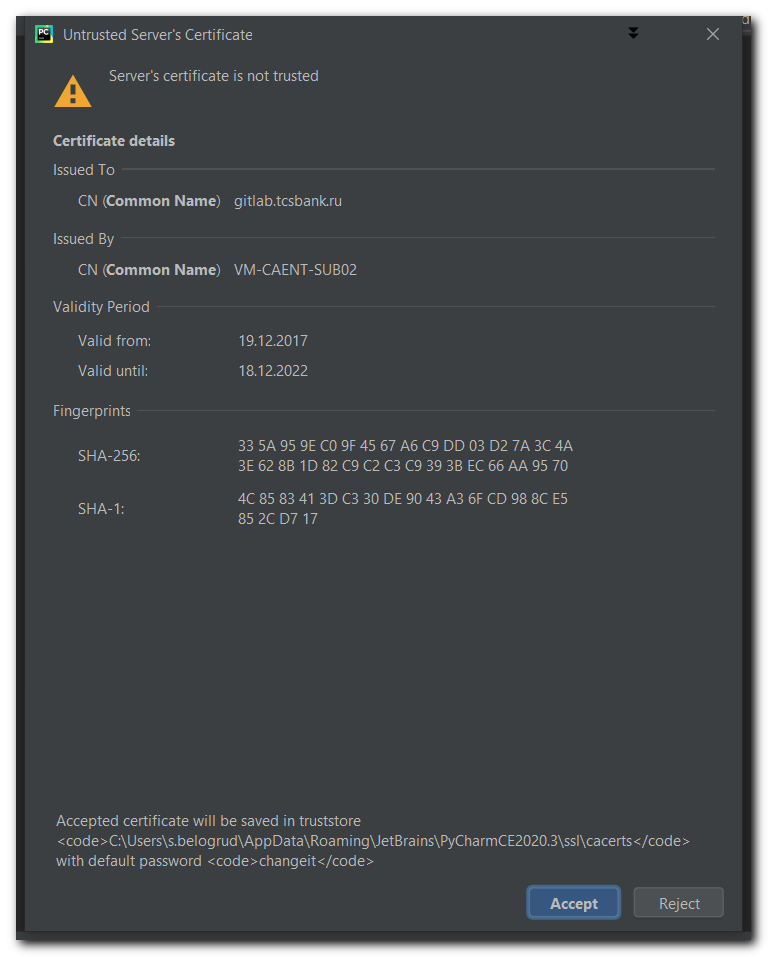 PC
Untrusted Server's Certificate
Server's certificate is not trusted
Certificate details
Issued To
CN (Common Name) gitlab.tcsbank.ru
Issued By
CN (Common Name) VM-CAENT-SUB02
Validity Period
Valid from: 19.12.2017
Valid until: 18.12.2022
Fingerprints
SHA-256:
33 5A 95 9E C0 9F 45 67 A6 C9 DD 03 D2 7A 3C 4A
3E 62 8B 1D 82 C9 C2 C3 C9 39 3B EC 66 AA 95 70
SHA-1:
4C 85 83 41 3D C3 30 DE 90 43 A3 6F CD 98 8C E5
85 2C D7 17
Accepted certificate will be saved in truststore
<code>C:\Users\s.belogrud\AppData\Roaming\JetBrains\PyCharmCE2020.3\ssl\cacerts</code>
with default password <code>changeit</code>
Accept Reject